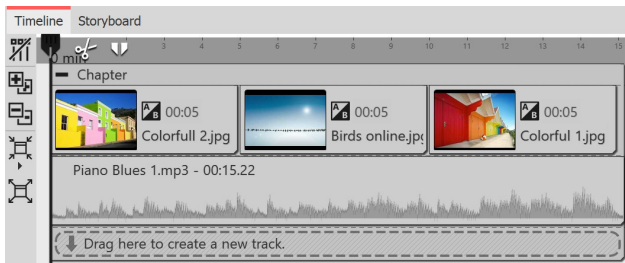 Timeline Storyboard
0 min 3 4 5 6 7 8 9 10 11 12 13 14 15
Chapter
A B 00:05 A B 00:05 A B 00:05
Colorfull 2.jpg Birds online.jpg Colorful 1.jpg
Piano Blues 1.mp3 - 00:15.22
Drag here to create a new track.